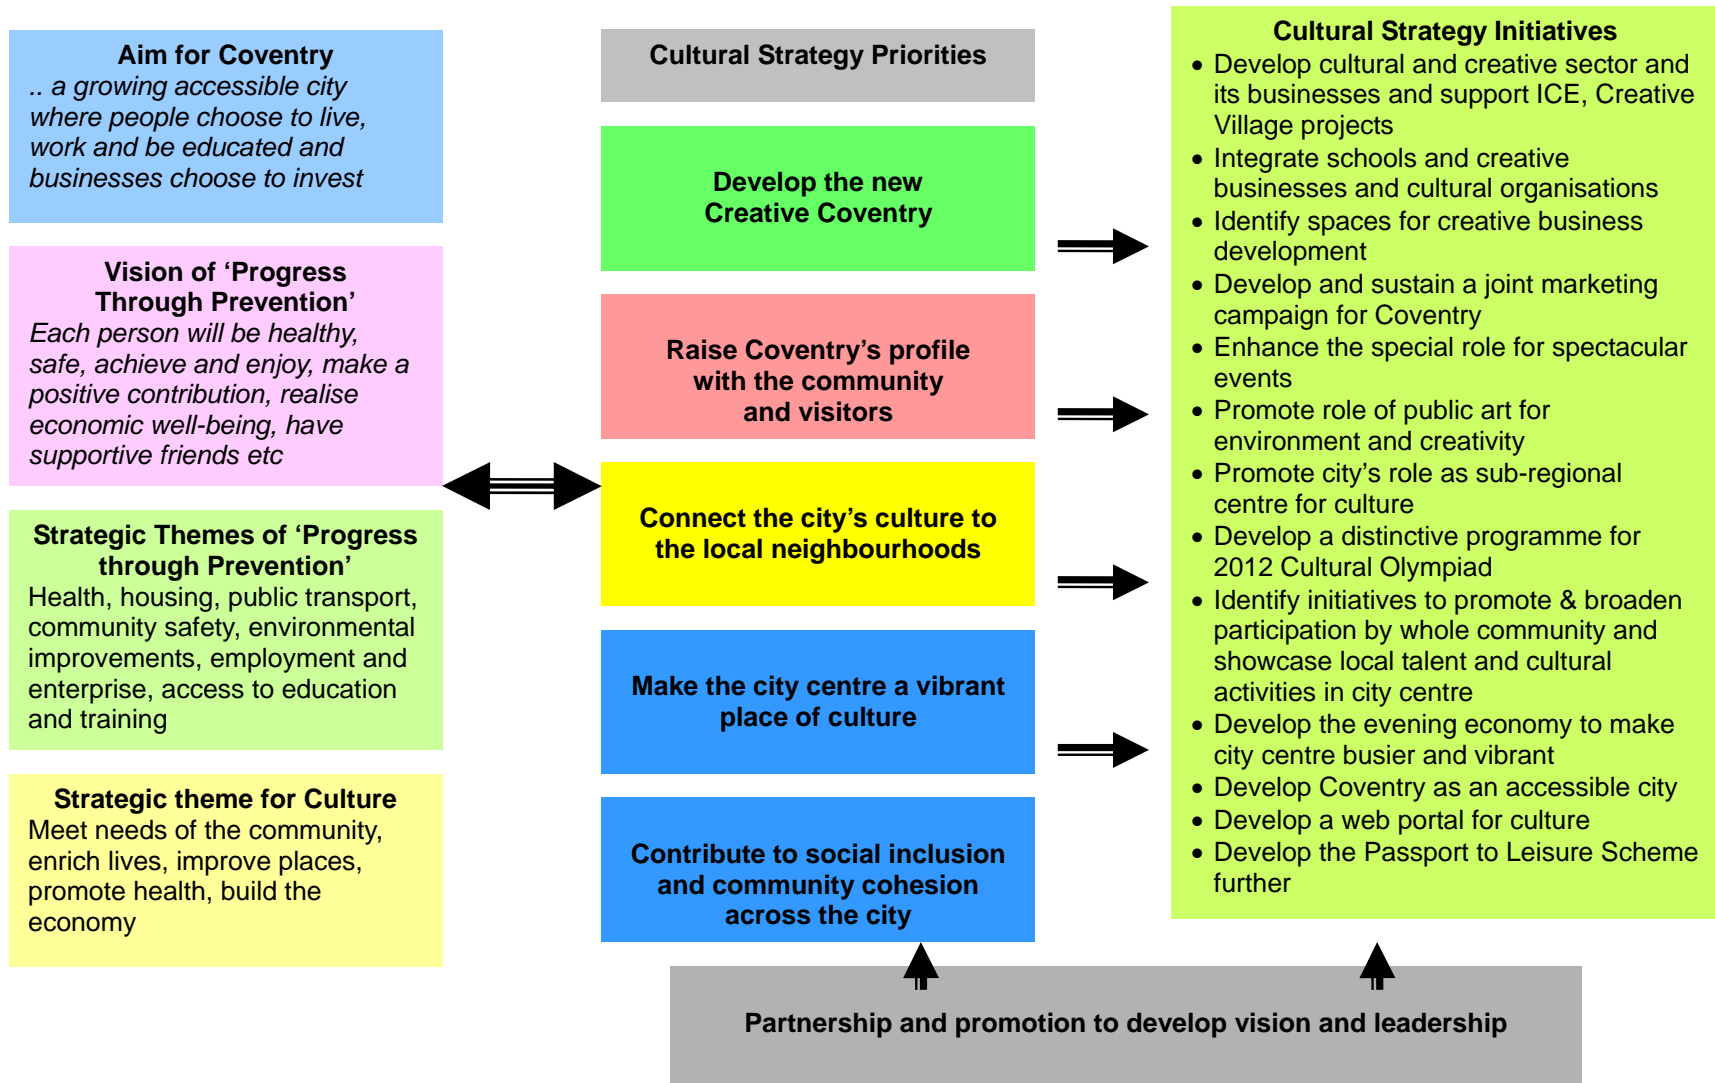 Aim for Coventry
.. a growing accessible city
where people choose to live,
work and be educated and
businesses choose to invest
Vision of ‘Progress
Through Prevention’
Each person will be healthy,
safe, achieve and enjoy, make a
positive contribution, realise
economic well-being, have
supportive friends etc
Strategic Themes of ‘Progress
through Prevention’
Health, housing, public transport,
community safety, environmental
improvements, employment and
enterprise, access to education
and training
Strategic theme for Culture
Meet needs of the community,
enrich lives, improve places,
promote health, build the
economy
Cultural Strategy Priorities
Develop the new
Creative Coventry
Raise Coventry’s profile
with the community
and visitors
Connect the city’s culture to
the local neighbourhoods
Make the city centre a vibrant
place of culture
Contribute to social inclusion
and community cohesion
across the city
Cultural Strategy Initiatives
• Develop cultural and creative sector and
its businesses and support ICE, Creative
Village projects
• Integrate schools and creative
businesses and cultural organisations
• Identify spaces for creative business
development
• Develop and sustain a joint marketing
campaign for Coventry
• Enhance the special role for spectacular
events
• Promote role of public art for
environment and creativity
• Promote city’s role as sub-regional
centre for culture
• Develop a distinctive programme for
2012 Cultural Olympiad
• Identify initiatives to promote & broaden
participation by whole community and
showcase local talent and cultural
activities in city centre
• Develop the evening economy to make
city centre busier and vibrant
• Develop Coventry as an accessible city
• Develop a web portal for culture
• Develop the Passport to Leisure Scheme
further
Partnership and promotion to develop vision and leadership